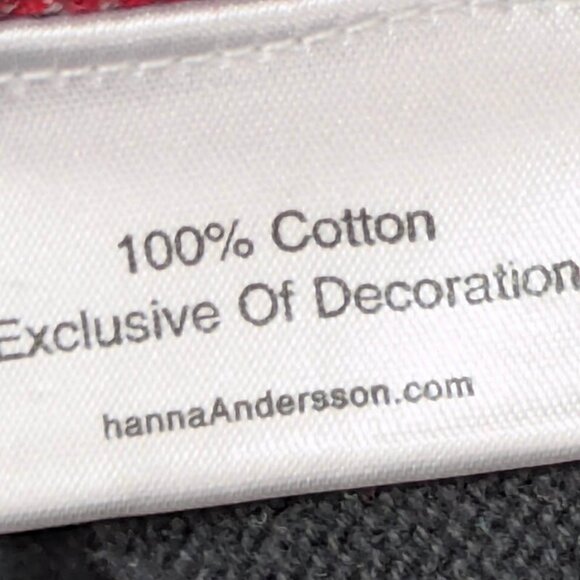 100% Cotton
Exclusive Of Decoration
hannaAndersson.com